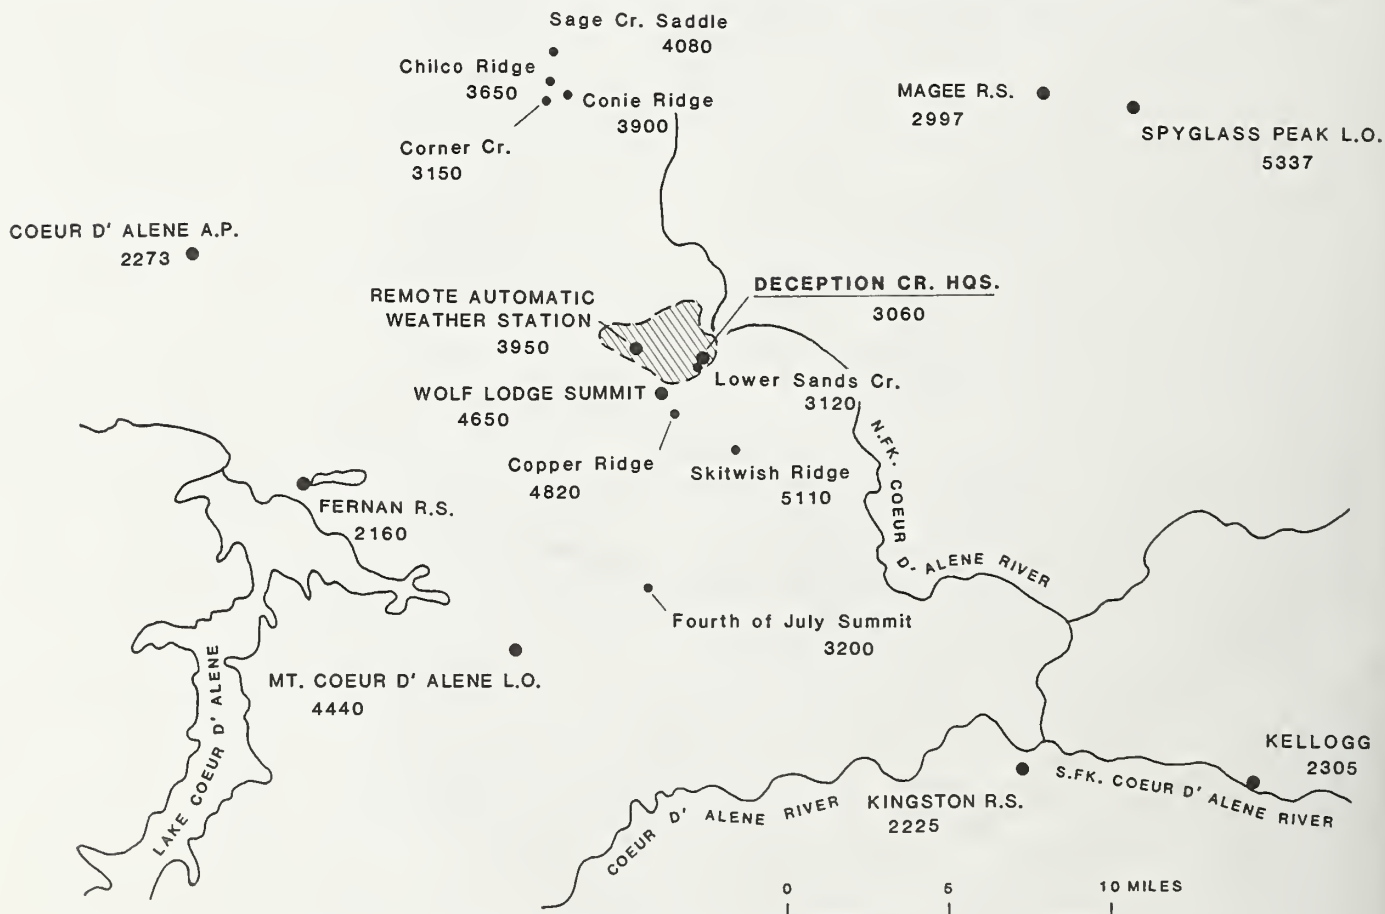 Sage Cr. Saddle
4080
Chilco Ridge
3650
Conie Ridge
3900
Corner Cr.
3150
MAGEE R.S.
2997
SPYGLASS PEAK L.O.
5337
COEUR D' ALENE A.P.
2273
REMOTE AUTOMATIC
WEATHER STATION
3950
DECEPTION CR. HQS.
3060
Lower Sands Cr.
3120
WOLF LODGE SUMMIT
4650
Copper Ridge
4820
Skitwish Ridge
5110
N.FK. COEUR D. ALENE RIVER
FERNAN R.S.
2160
Fourth of July Summit
3200
MT. COEUR D' ALENE L.O.
4440
LAKE COEUR D' ALENE
KELLOGG
2305
S.FK. COEUR D' ALENE RIVER
KINGSTON R.S.
2225
COEUR D' ALENE RIVER
0 5 10 MILES